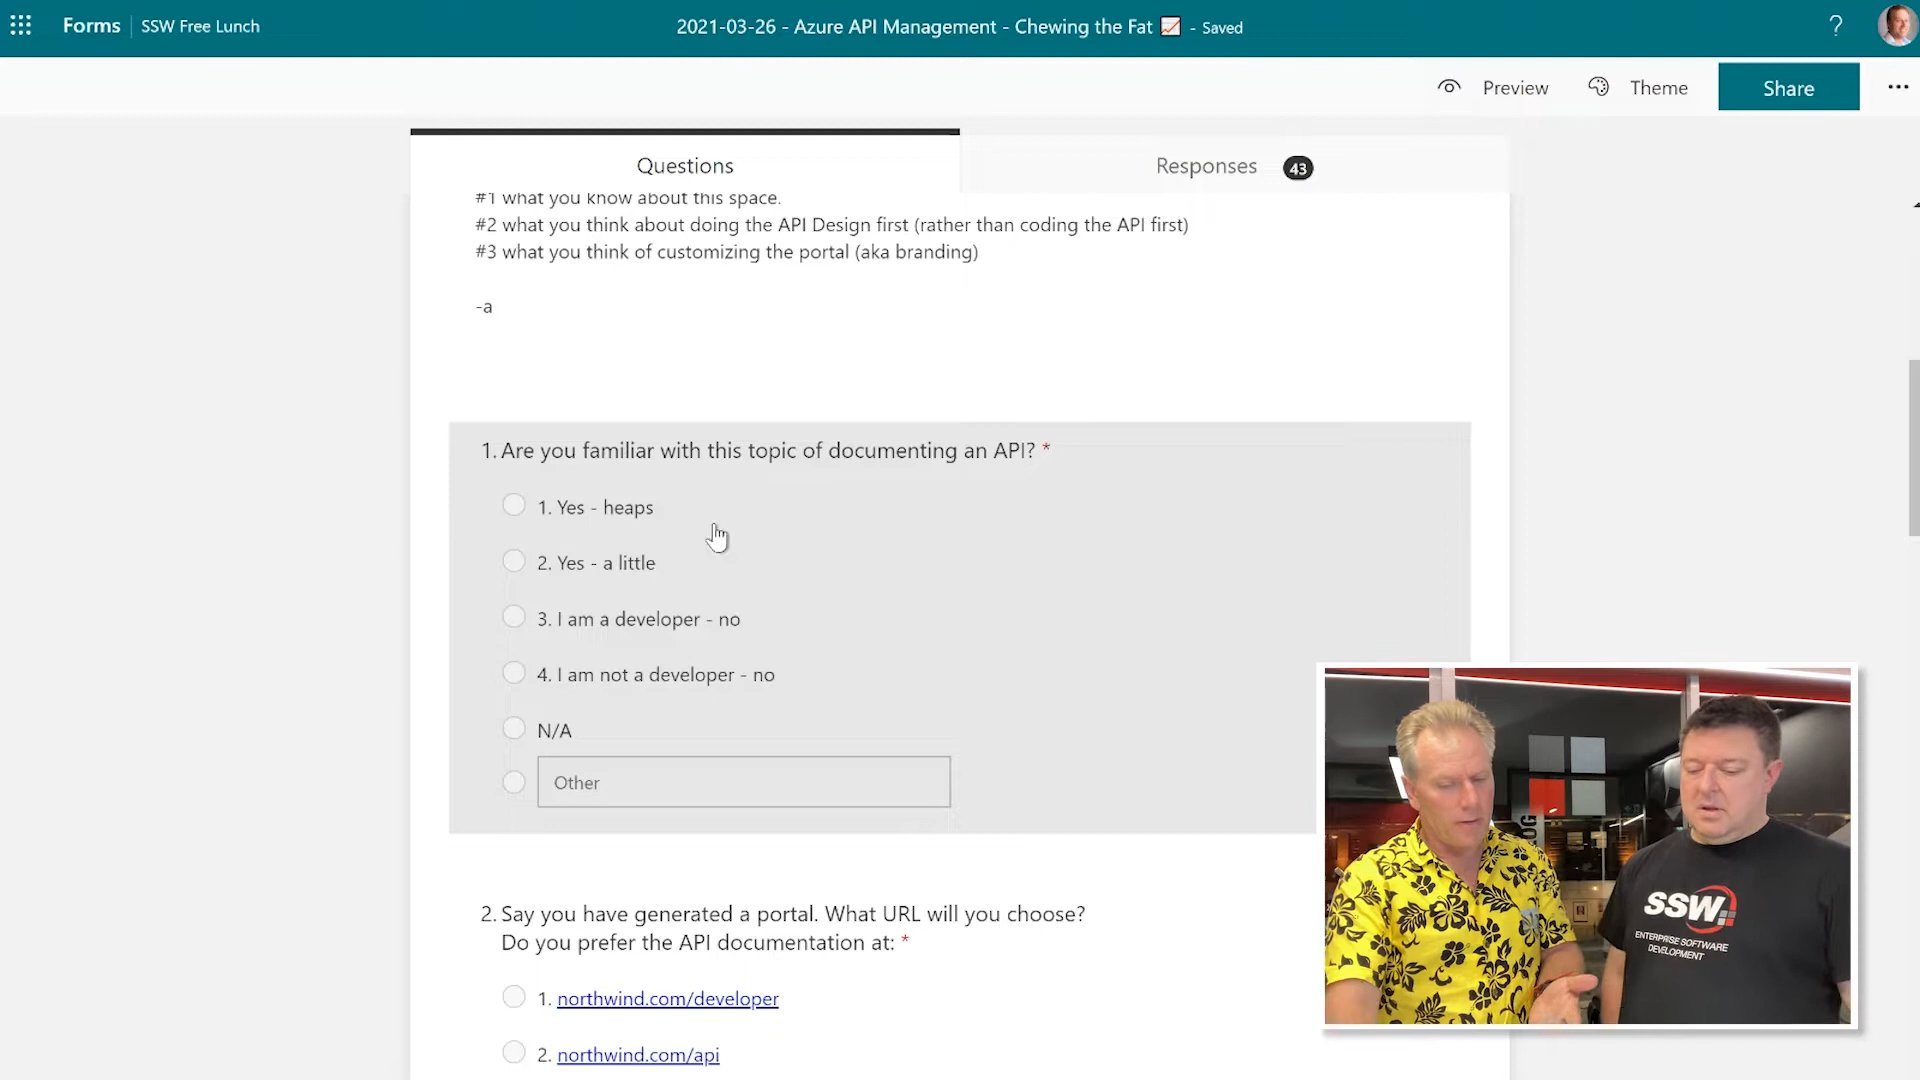 Forms
SSW Free Lunch
2021-03-26 - Azure API Management - Chewing the Fat 📈 - Saved
?
Preview
Theme
Share
...
Questions
Responses 43
#1 what you know about this space.
#2 what you think about doing the API Design first (rather than coding the API first)
#3 what you think of customizing the portal (aka branding)
-a
1. Are you familiar with this topic of documenting an API? *
1. Yes - heaps
2. Yes - a little
3. I am a developer - no
4. I am not a developer - no
N/A
Other
2. Say you have generated a portal. What URL will you choose?
Do you prefer the API documentation at: *
1. northwind.com/developer
2. northwind.com/api
SSW
ENTERPRISE SOFTWARE
DEVELOPMENT